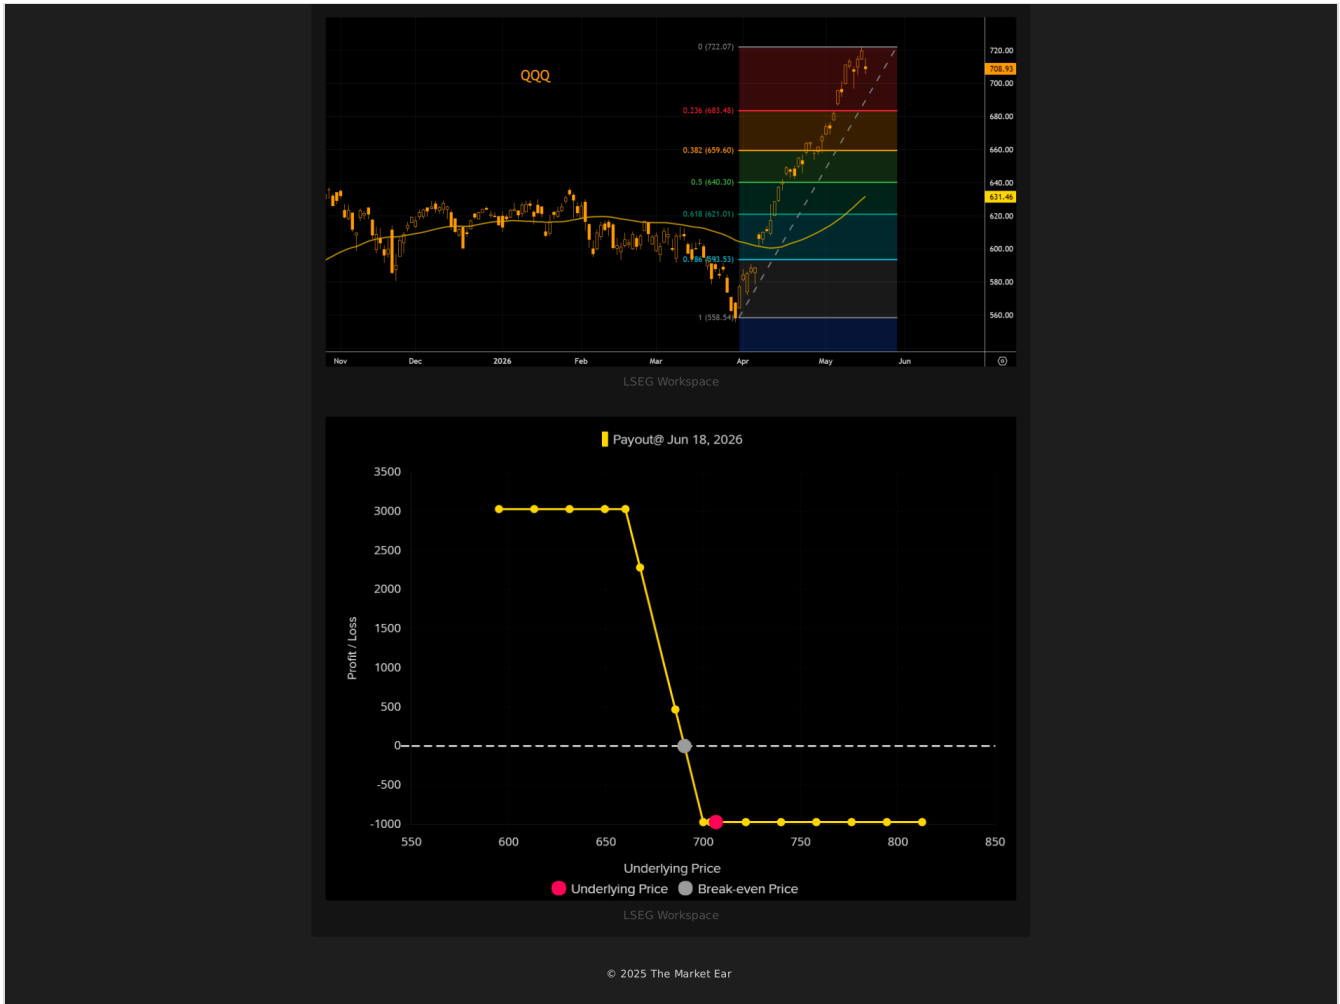 QQQ
0 (722.07)
0.236 (683.48)
0.382 (659.60)
0.5 (640.30)
0.618 (621.01)
0.786 (593.53)
1 (558.54)
720.00
708.93
700.00
680.00
660.00
640.00
631.46
620.00
600.00
580.00
560.00
Nov Dec 2026 Feb Mar Apr May Jun
LSEG Workspace
Payout@ Jun 18, 2026
3500
3000
2500
2000
1500
1000
500
0
-500
-1000
Profit / Loss
550 600 650 700 750 800 850
Underlying Price
Underlying Price Break-even Price
LSEG Workspace
© 2025 The Market Ear